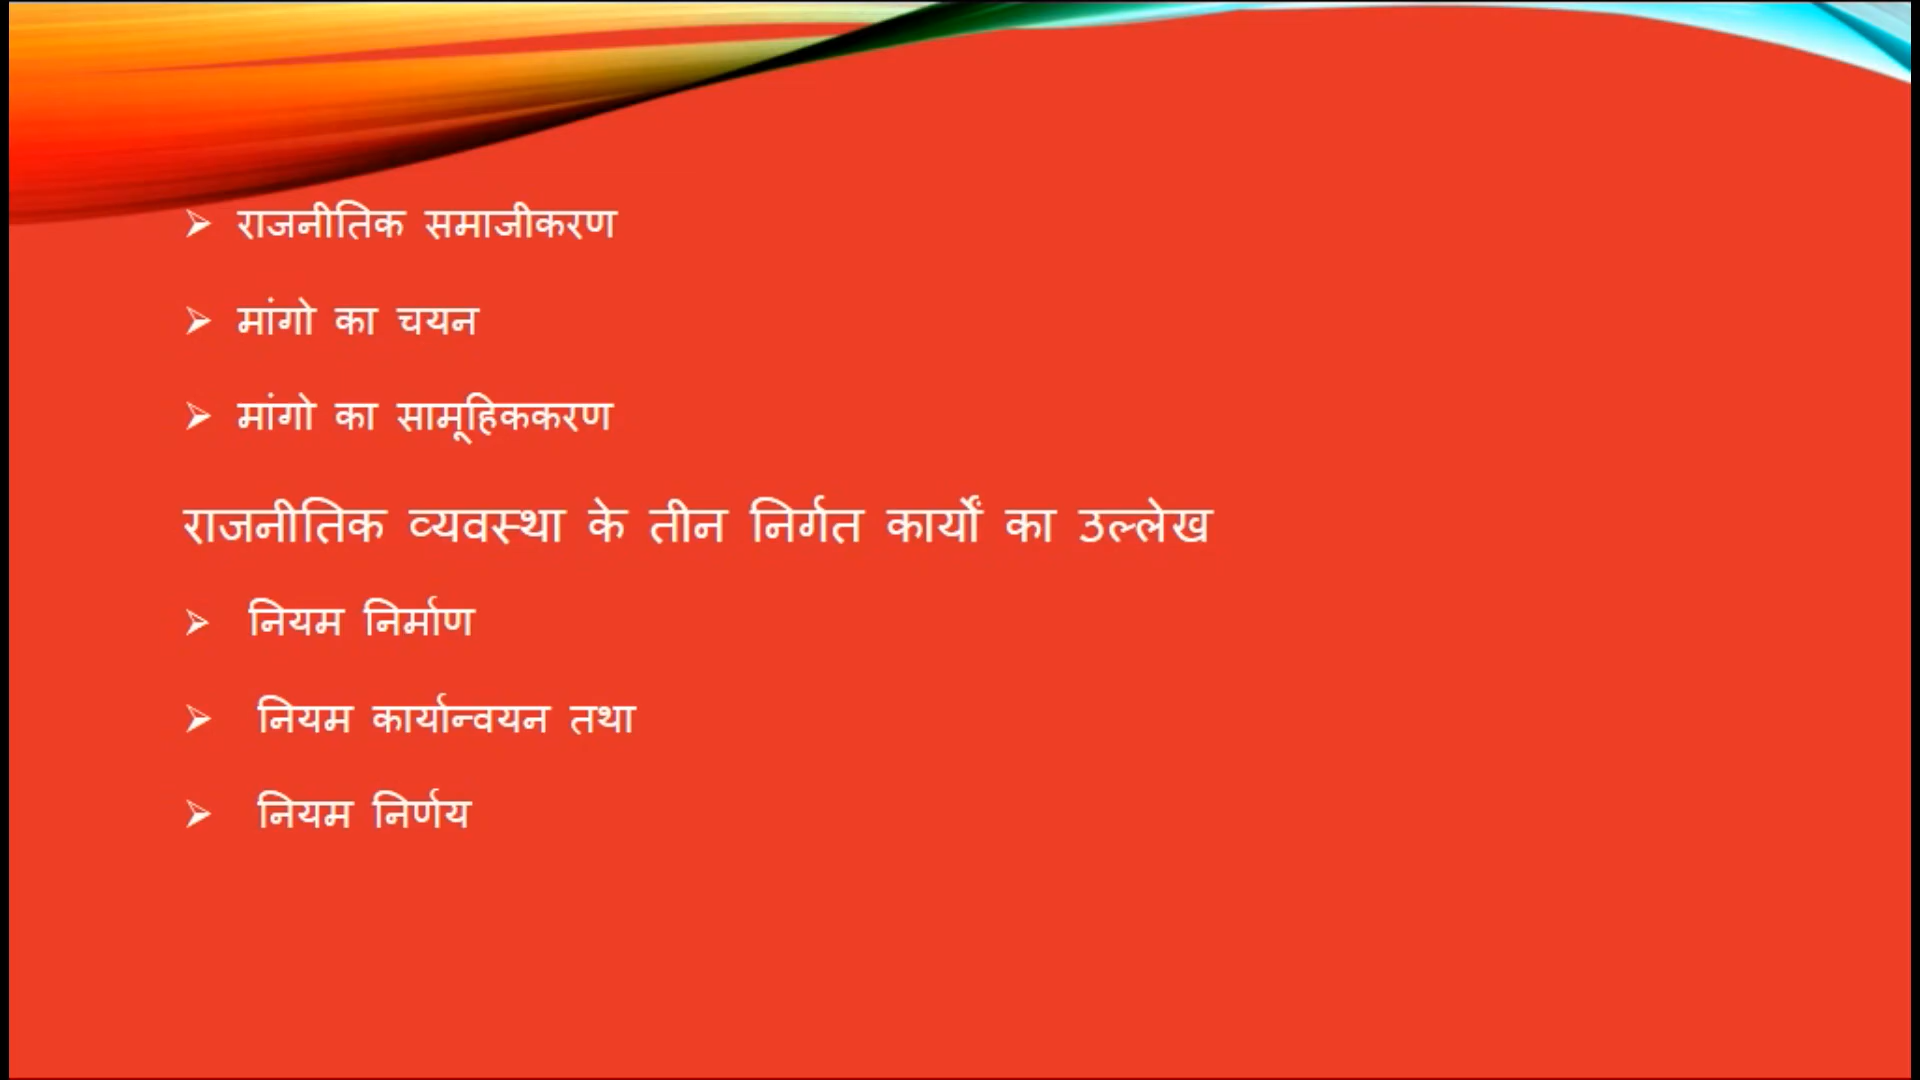 ➢ राजनीतिक समाजीकरण
➢ मांगो का चयन
➢ मांगो का सामूहिककरण
राजनीतिक व्यवस्था के तीन निर्गत कार्यों का उल्लेख
➢ नियम निर्माण
➢ नियम कार्यान्वयन तथा
➢ नियम निर्णय